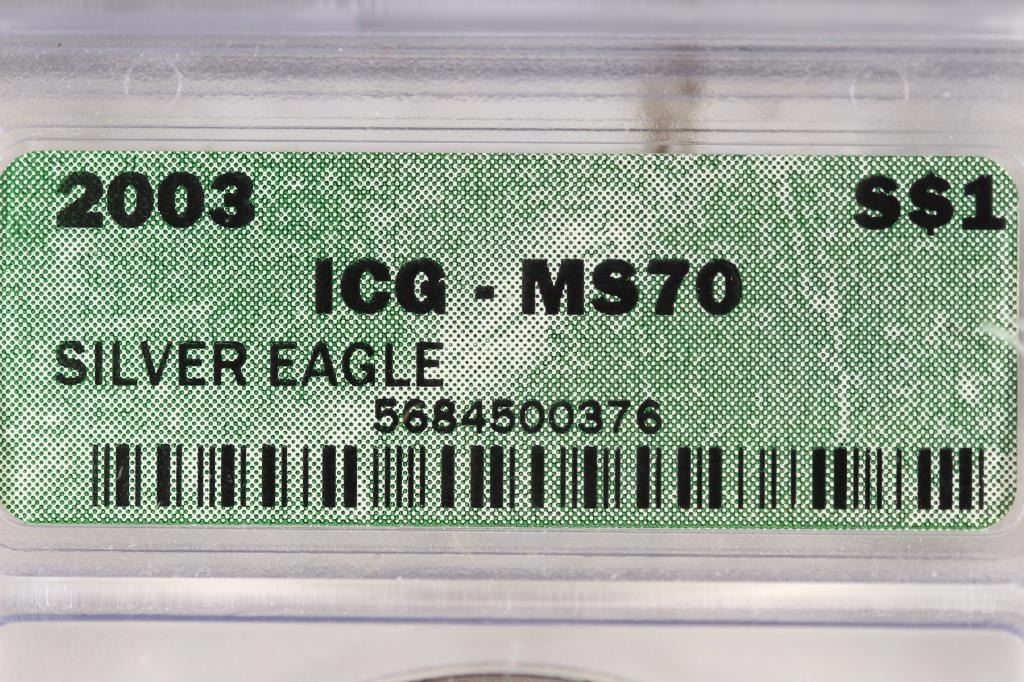 2003 S$1
ICG - MS70
SILVER EAGLE
5684500376